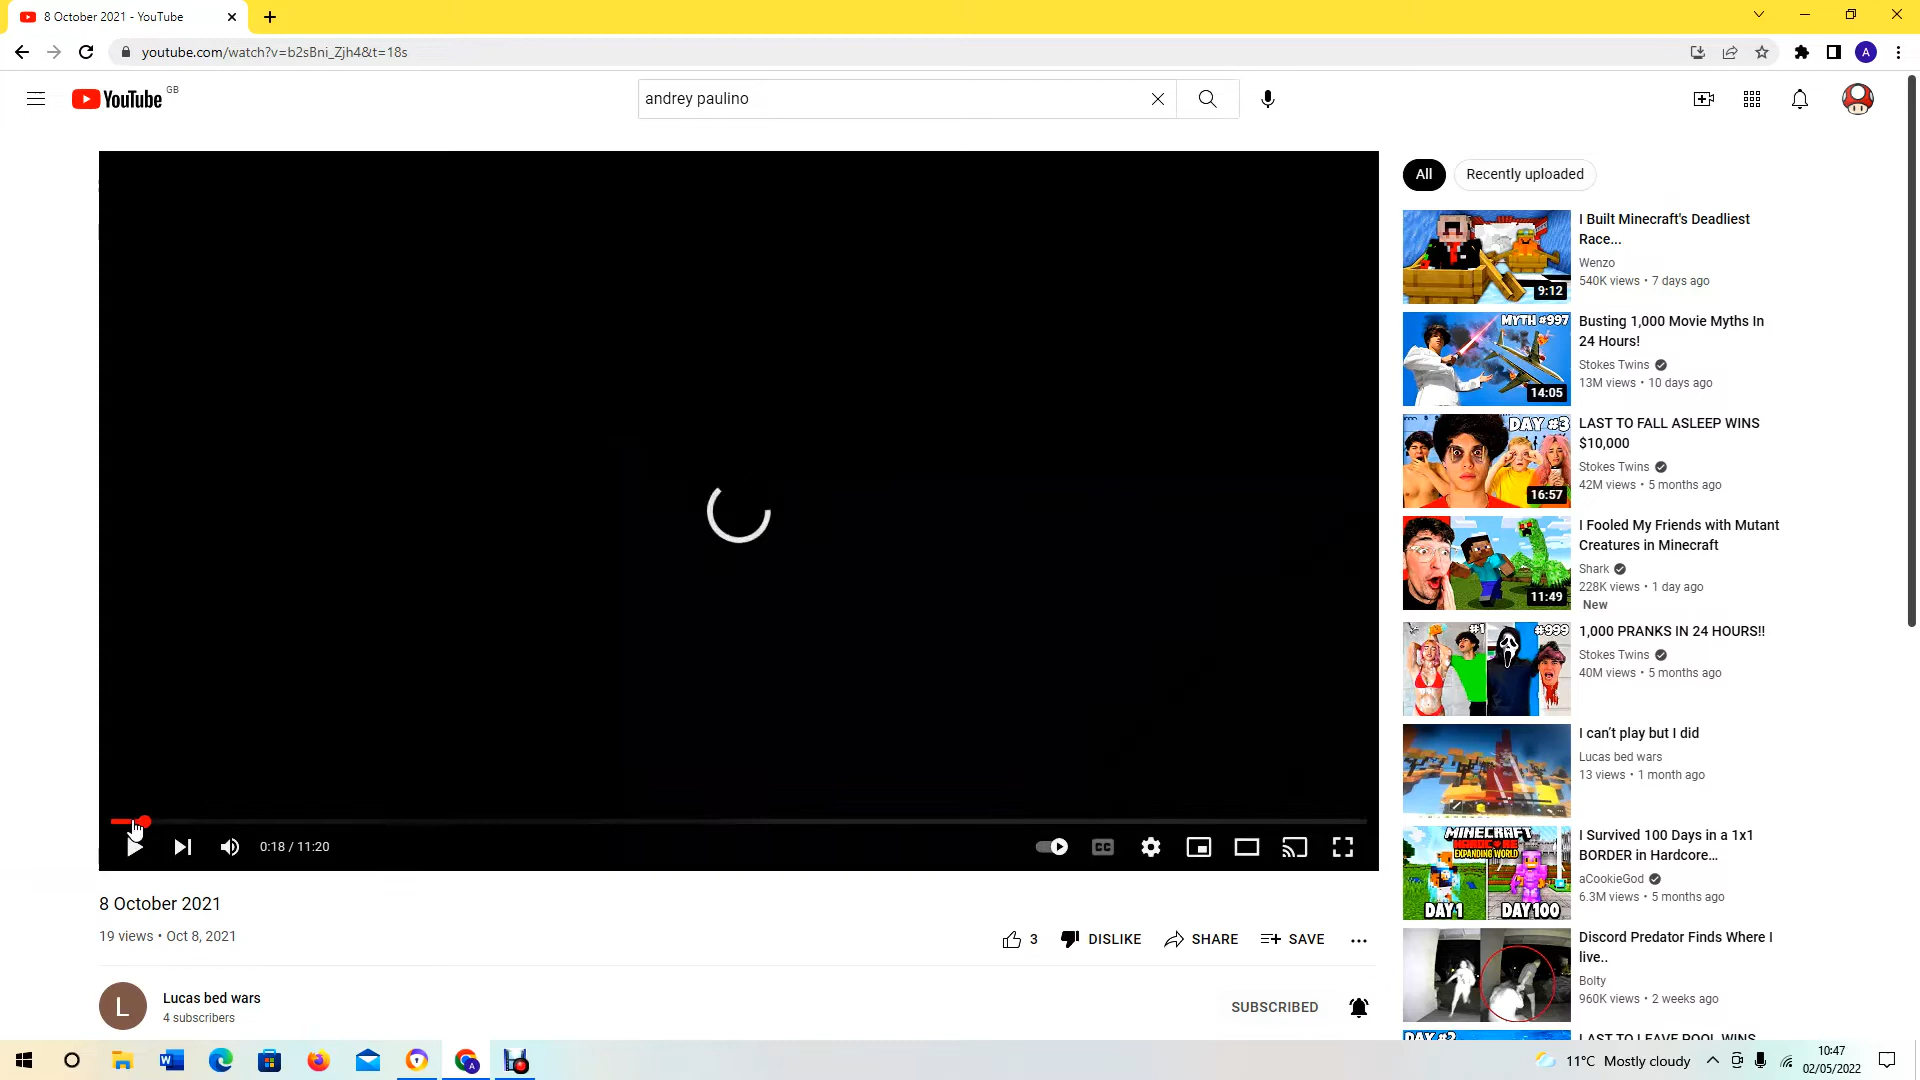 8 October 2021 - YouTube
youtube.com/watch?v=b2sBni_Zjh4&t=18s
A
YouTube GB
andrey paulino
All
Recently uploaded
I Built Minecraft's Deadliest
Race...
Wenzo
540K views • 7 days ago
9:12
MYTH #997
Busting 1,000 Movie Myths In
24 Hours!
Stokes Twins
13M views • 10 days ago
14:05
DAY #3
LAST TO FALL ASLEEP WINS
$10,000
Stokes Twins
42M views • 5 months ago
16:57
I Fooled My Friends with Mutant
Creatures in Minecraft
Shark
228K views • 1 day ago
New
11:49
#1
#999
1,000 PRANKS IN 24 HOURS!!
Stokes Twins
40M views • 5 months ago
I can't play but I did
Lucas bed wars
13 views • 1 month ago
MINECRAFT
HARDCORE
EXPANDING WORLD
DAY 1
DAY 100
I Survived 100 Days in a 1x1
BORDER in Hardcore...
aCookieGod
6.3M views • 5 months ago
Discord Predator Finds Where I
live..
Bolty
960K views • 2 weeks ago
DAY #2
LAST TO LEAVE POOL WINS
0:18 / 11:20
CC
8 October 2021
19 views • Oct 8, 2021
3
DISLIKE
SHARE
SAVE
L
Lucas bed wars
4 subscribers
SUBSCRIBED
W
A
11°C Mostly cloudy
10:47
02/05/2022